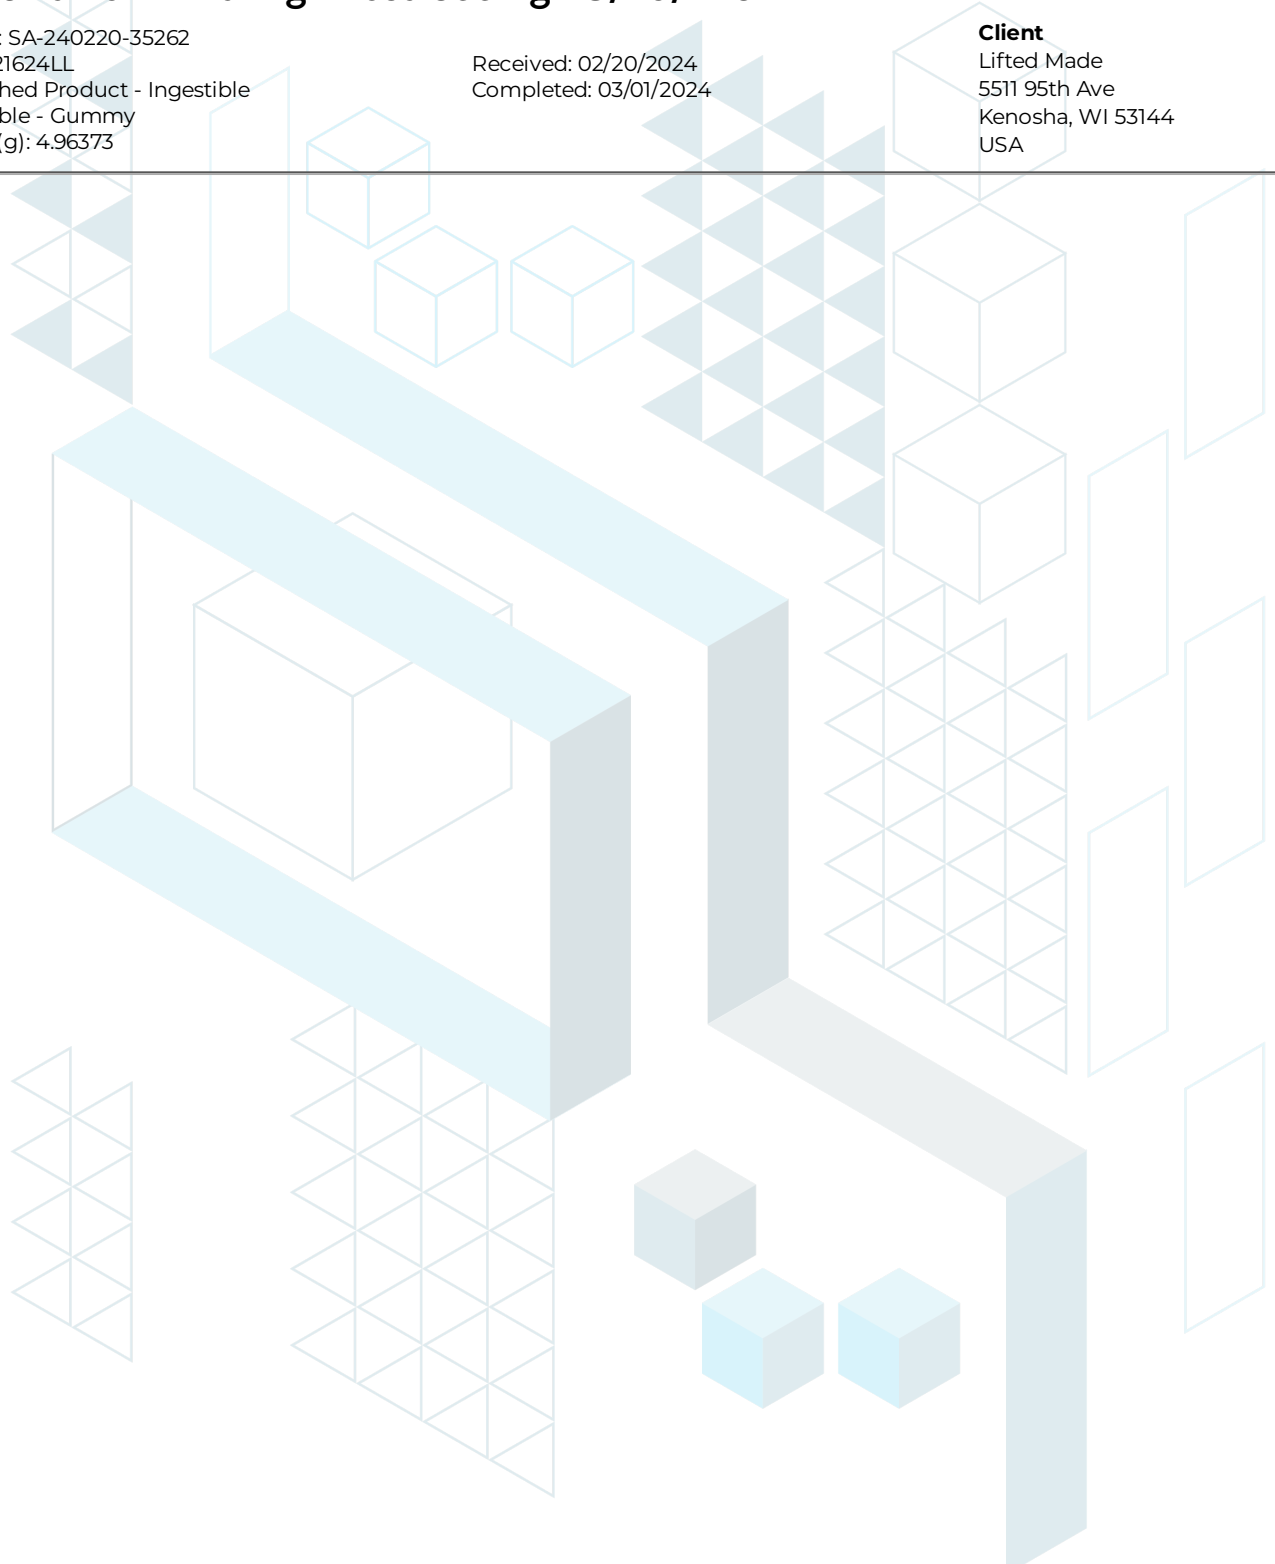 : SA-240220-35262
21624LL
hed Product - Ingestible
ble - Gummy
(g): 4.96373
Received: 02/20/2024
Completed: 03/01/2024
Client
Lifted Made
5511 95th Ave
Kenosha, WI 53144
USA